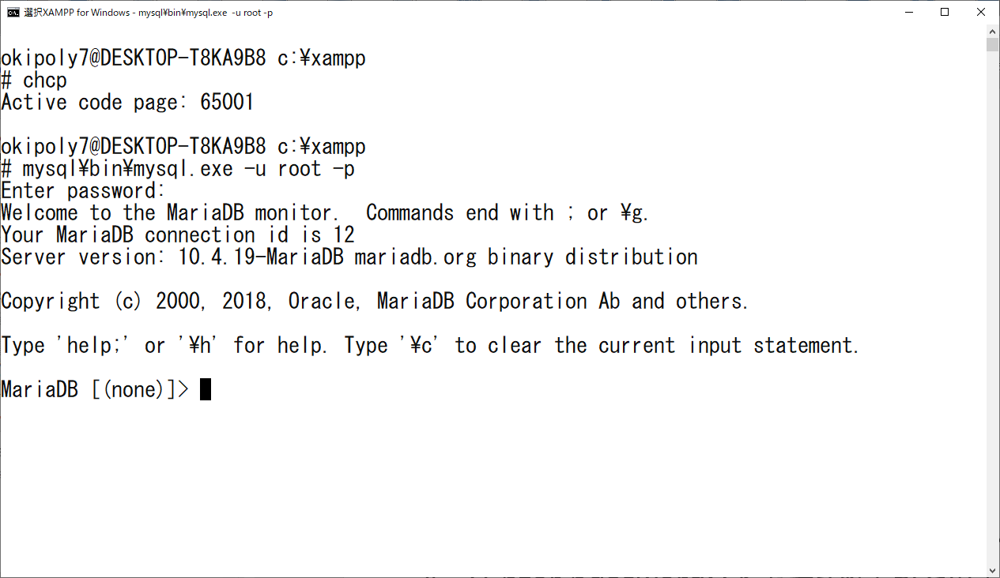 選択XAMPP for Windows - mysql¥bin¥mysql.exe -u root -p
okipoly7@DESKTOP-T8KA9B8 c:¥xampp
# chcp
Active code page: 65001
okipoly7@DESKTOP-T8KA9B8 c:¥xampp
# mysql¥bin¥mysql.exe -u root -p
Enter password:
Welcome to the MariaDB monitor.  Commands end with ; or ¥g.
Your MariaDB connection id is 12
Server version: 10.4.19-MariaDB mariadb.org binary distribution
Copyright (c) 2000, 2018, Oracle, MariaDB Corporation Ab and others.
Type 'help;' or '¥h' for help. Type '¥c' to clear the current input statement.
MariaDB [(none)]>